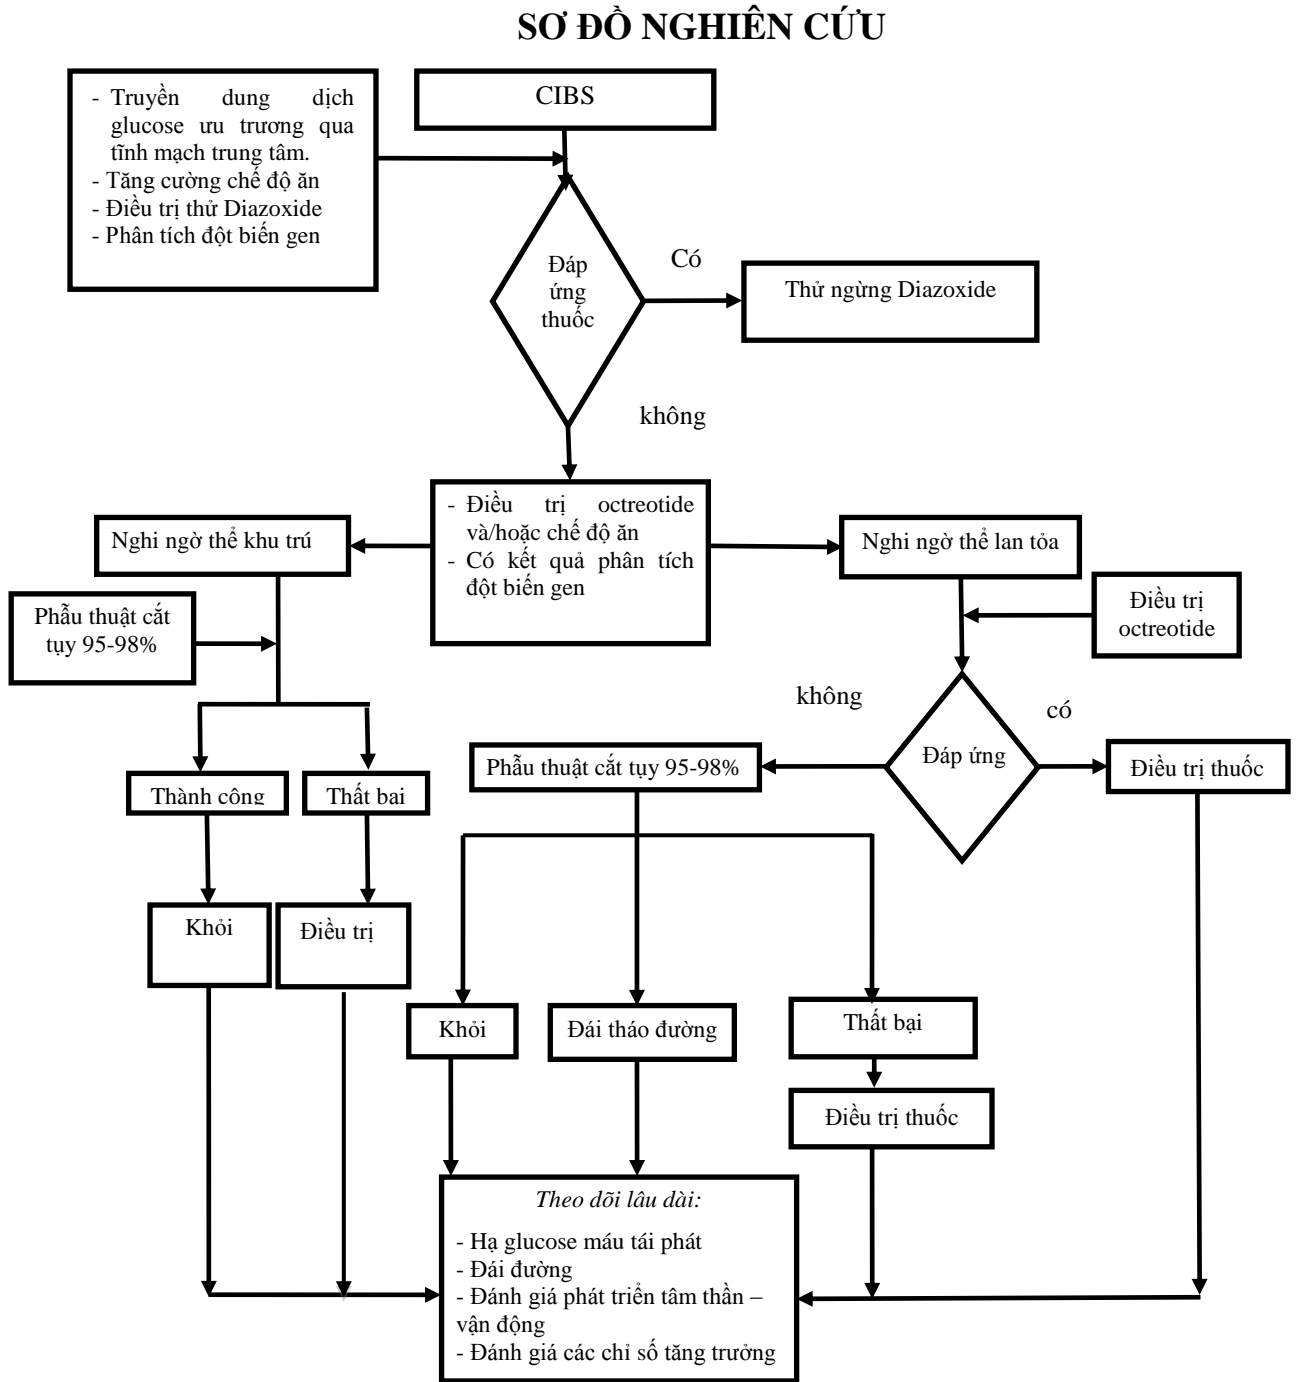 SƠ ĐỒ NGHIÊN CỨU
- Truyền dung dịch
glucose ưu trương qua
tĩnh mạch trung tâm.
- Tăng cường chế độ ăn
- Điều trị thử Diazoxide
- Phân tích đột biến gen
CIBS
Đáp
ứng
thuốc
Có
Thử ngừng Diazoxide
không
- Điều trị octreotide
và/hoặc chế độ ăn
- Có kết quả phân tích
đột biến gen
Nghi ngờ thể khu trú
Nghi ngờ thể lan tỏa
Phẫu thuật cắt
tụy 95-98%
Điều trị
octreotide
không
có
Đáp ứng
Phẫu thuật cắt tụy 95-98%
Điều trị thuốc
Thành công
Thất bai
Khỏi
Điều trị
Khỏi
Đái tháo đường
Thất bại
Điều trị thuốc
Theo dõi lâu dài:
- Hạ glucose máu tái phát
- Đái đường
- Đánh giá phát triển tâm thần –
vận động
- Đánh giá các chỉ số tăng trưởng